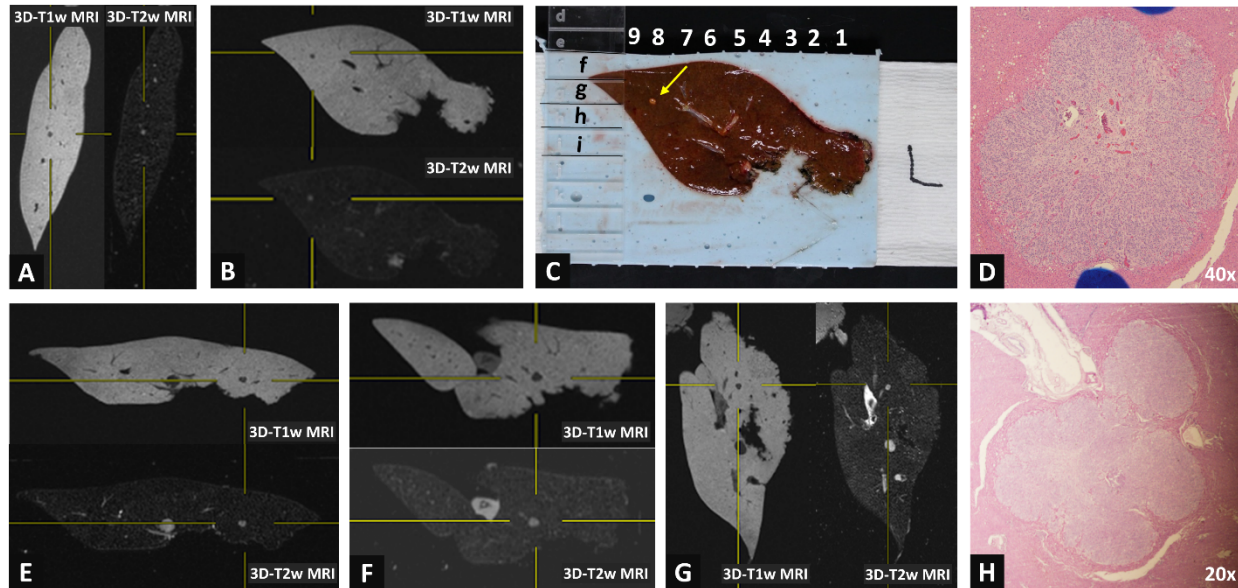 3D-T1w MRI 3D-T2w MRI
A
3D-T1w MRI
3D-T2w MRI
B
d
e
f
g
h
i
9 8 7 6 5 4 3 2 1
L
C
D
40x
3D-T1w MRI
3D-T2w MRI
E
3D-T1w MRI
3D-T2w MRI
F
G
3D-T1w MRI 3D-T2w MRI
H
20x